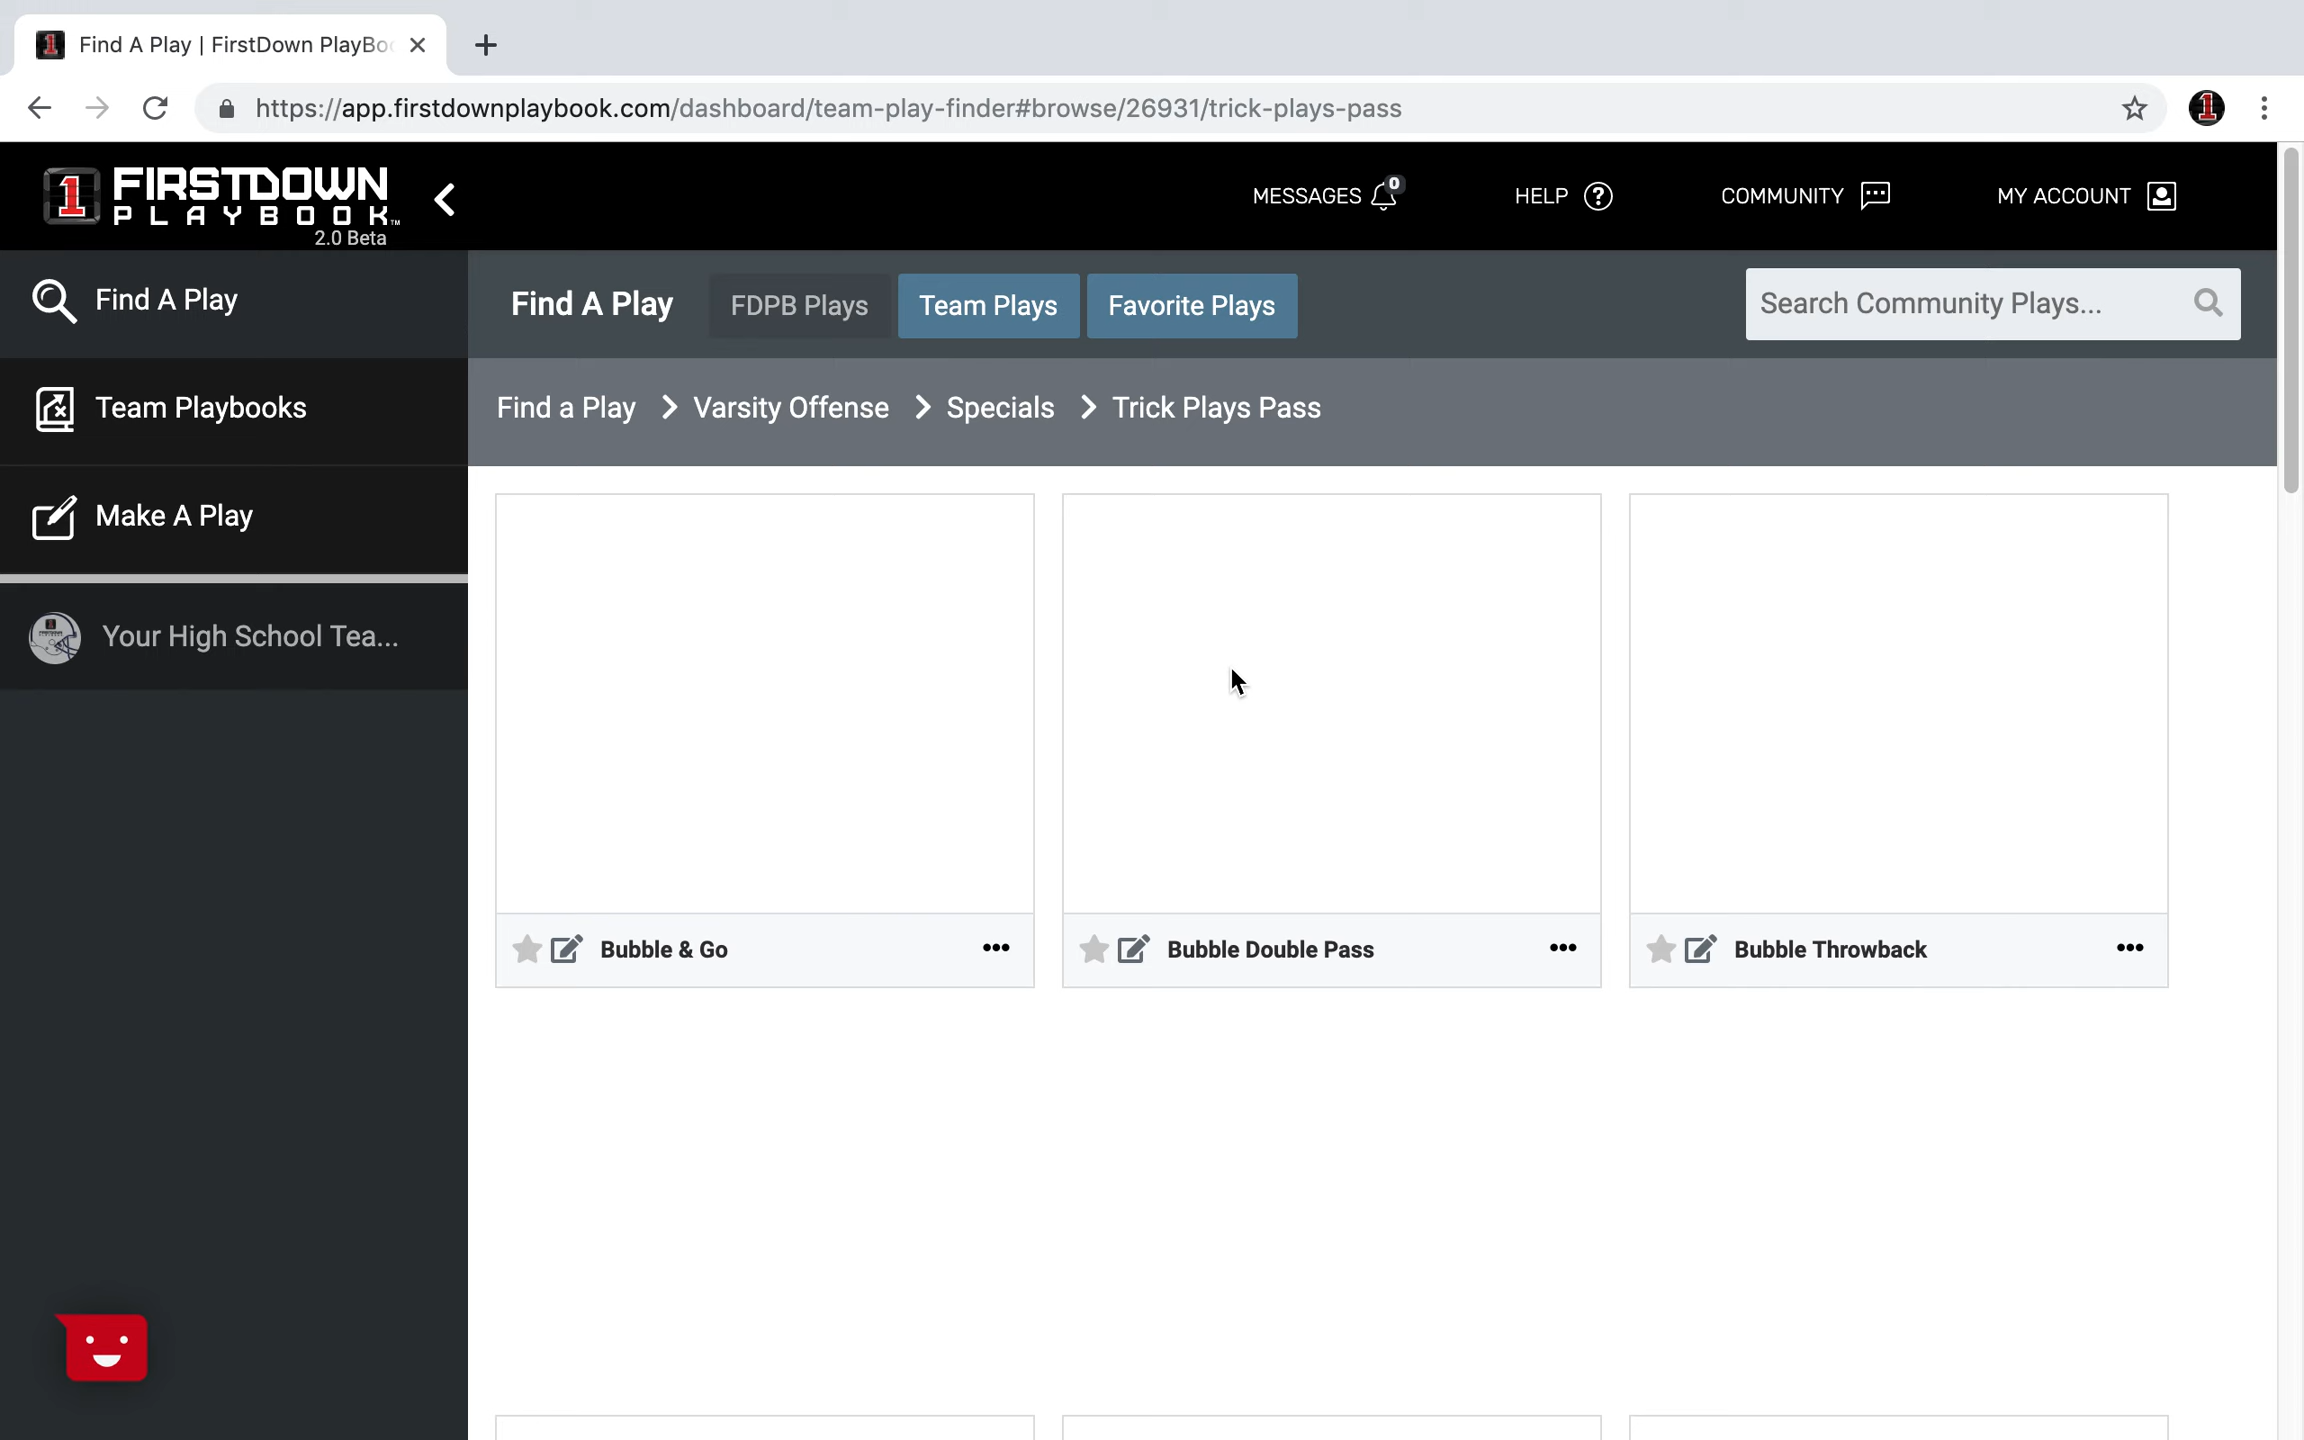 Find A Play | FirstDown PlayBo
https://app.firstdownplaybook.com/dashboard/team-play-finder#browse/26931/trick-plays-pass
1 FIRSTDOWN
PLAYBOOK™
2.0 Beta
MESSAGES 0
HELP ?
COMMUNITY
MY ACCOUNT
Find A Play
Team Playbooks
Make A Play
Your High School Tea...
Find A Play FDPB Plays Team Plays Favorite Plays
Search Community Plays...
Find a Play > Varsity Offense > Specials > Trick Plays Pass
Bubble & Go
Bubble Double Pass
Bubble Throwback